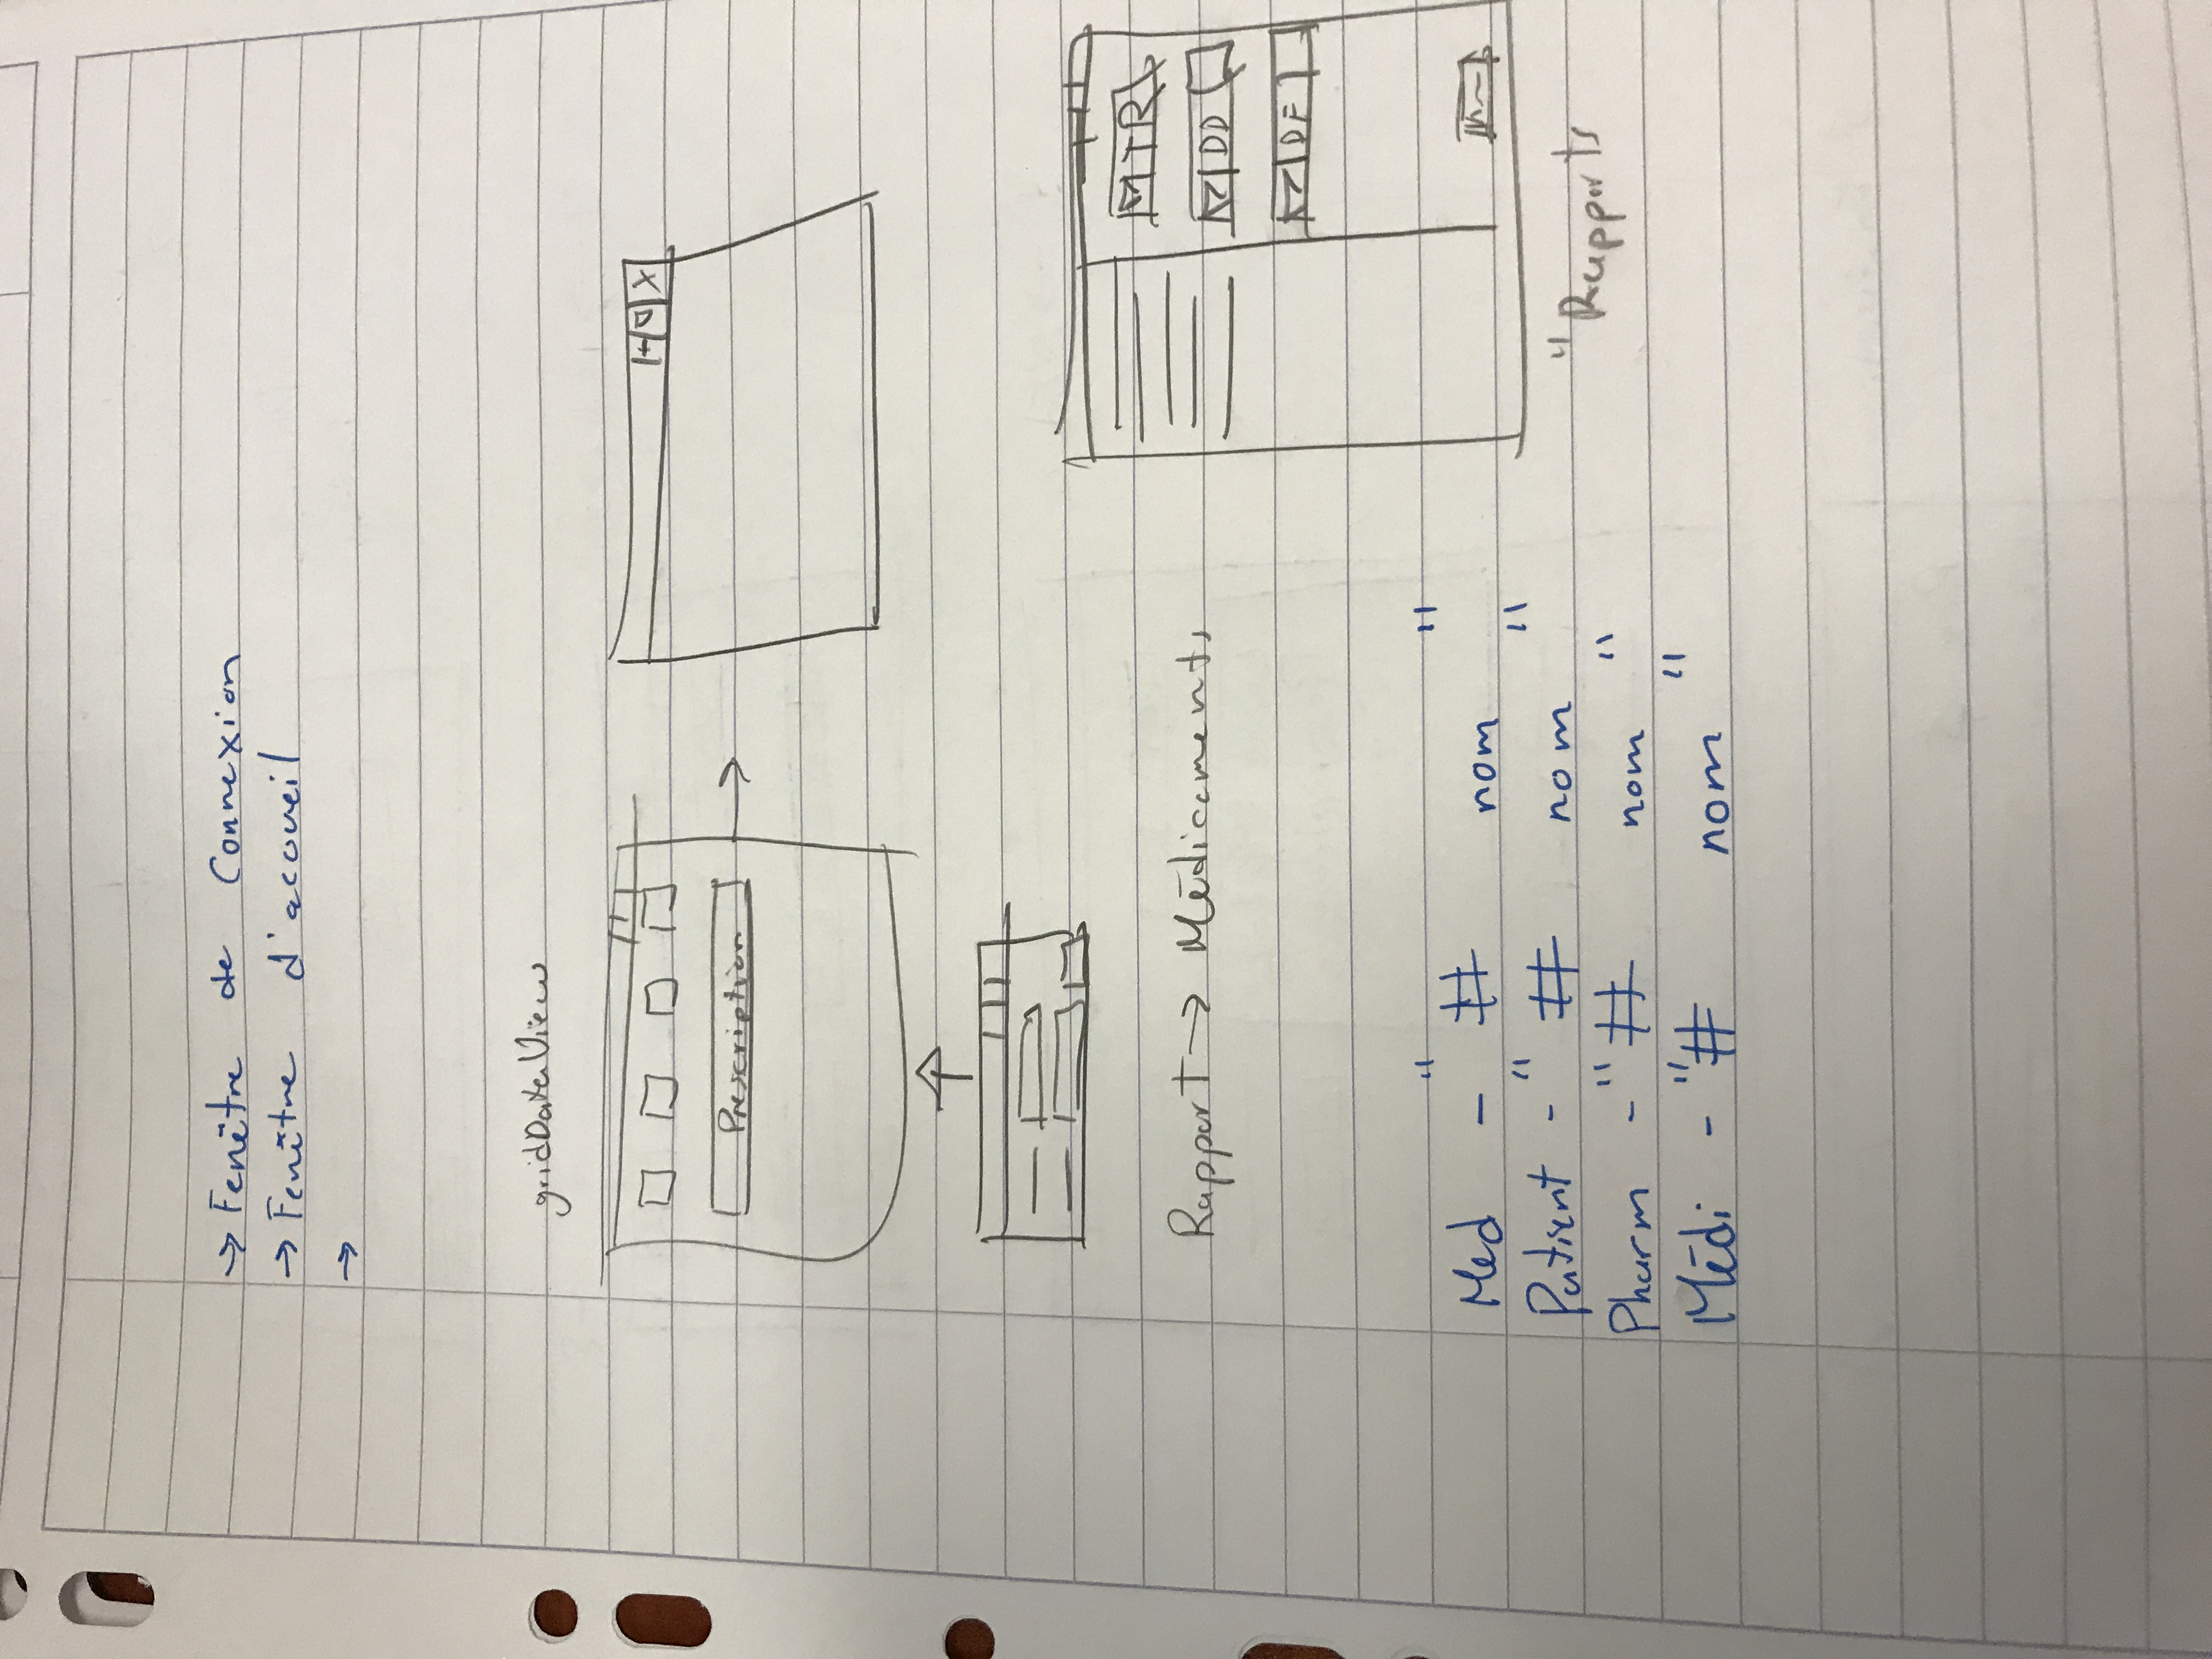 → Fenêtre de Connexion
→ Fenêtre d'accueil
→
gridDataView
Prescription
X
Rapport → Médicaments
TR
DD
DF
Med - " # nom "
Patient - " # nom "
Pharm - " # nom "
Médi - " # nom "
" Rapports